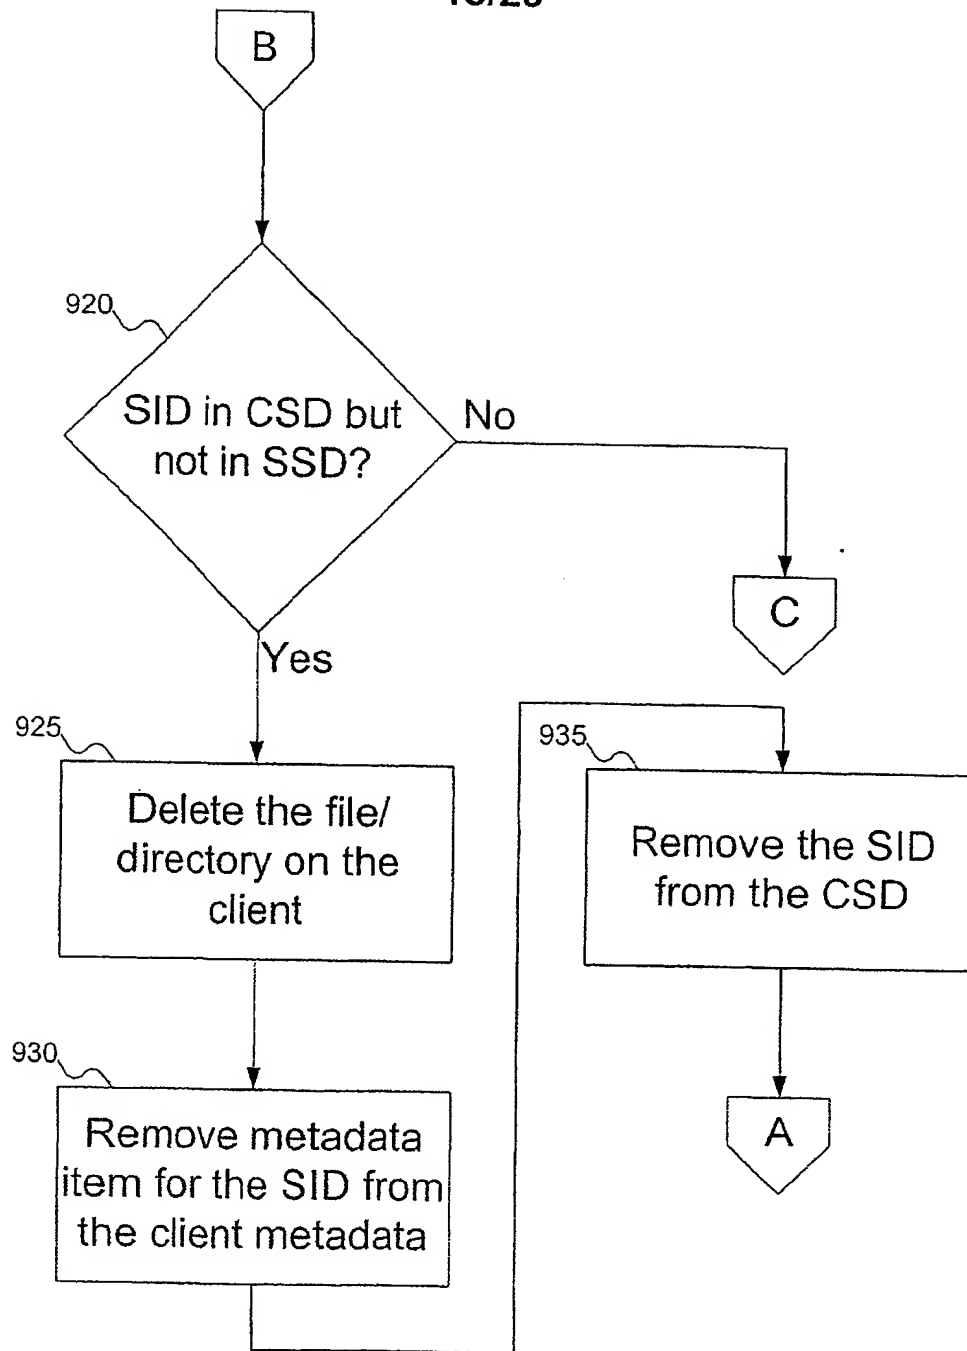 B
920
SID in CSD but
not in SSD?
No
C
Yes
925
Delete the file/
directory on the
client
935
Remove the SID
from the CSD
930
Remove metadata
item for the SID from
the client metadata
A